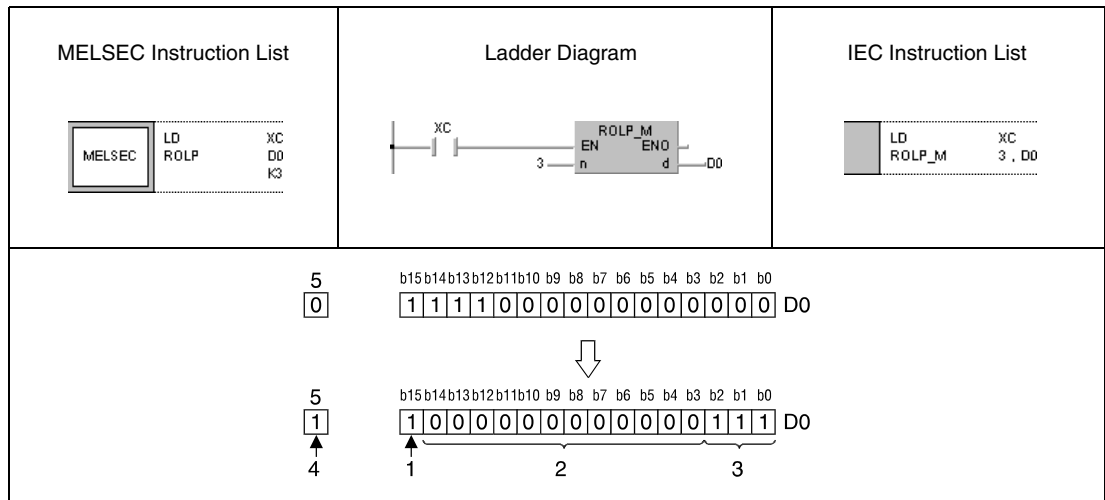 MELSEC Instruction List
Ladder Diagram
IEC Instruction List
MELSEC
LD XC
ROLP D0
K3
XC
ROLP_M
EN ENO
3 n d D0
LD XC
ROLP_M 3 , D0
5 b15 b14 b13 b12 b11 b10 b9 b8 b7 b6 b5 b4 b3 b2 b1 b0
0 1 1 1 1 0 0 0 0 0 0 0 0 0 0 0 0 D0
5 b15 b14 b13 b12 b11 b10 b9 b8 b7 b6 b5 b4 b3 b2 b1 b0
1 1 0 0 0 0 0 0 0 0 0 0 0 0 1 1 1 D0
4 1 2 3